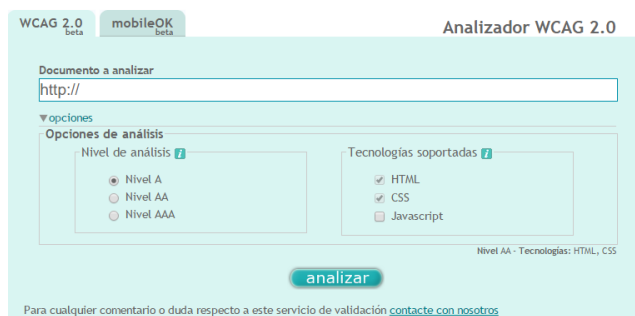 WCAG 2.0 beta
mobileOK beta
Analizador WCAG 2.0
Documento a analizar
http://
▼opciones
Opciones de análisis
Nivel de análisis i
Tecnologías soportadas i
Nivel A
HTML
Nivel AA
CSS
Nivel AAA
Javascript
Nivel AA - Tecnologías: HTML, CSS
analizar
Para cualquier comentario o duda respecto a este servicio de validación contacte con nosotros